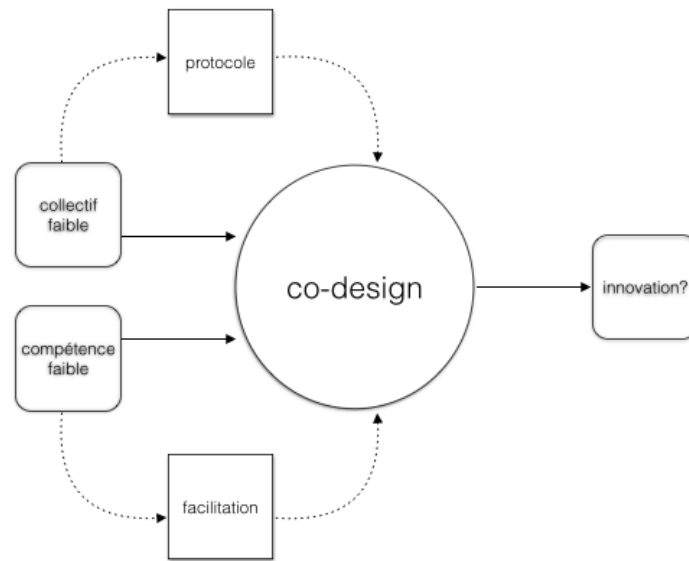 protocole
collectif
faible
co-design
innovation?
compétence
faible
facilitation